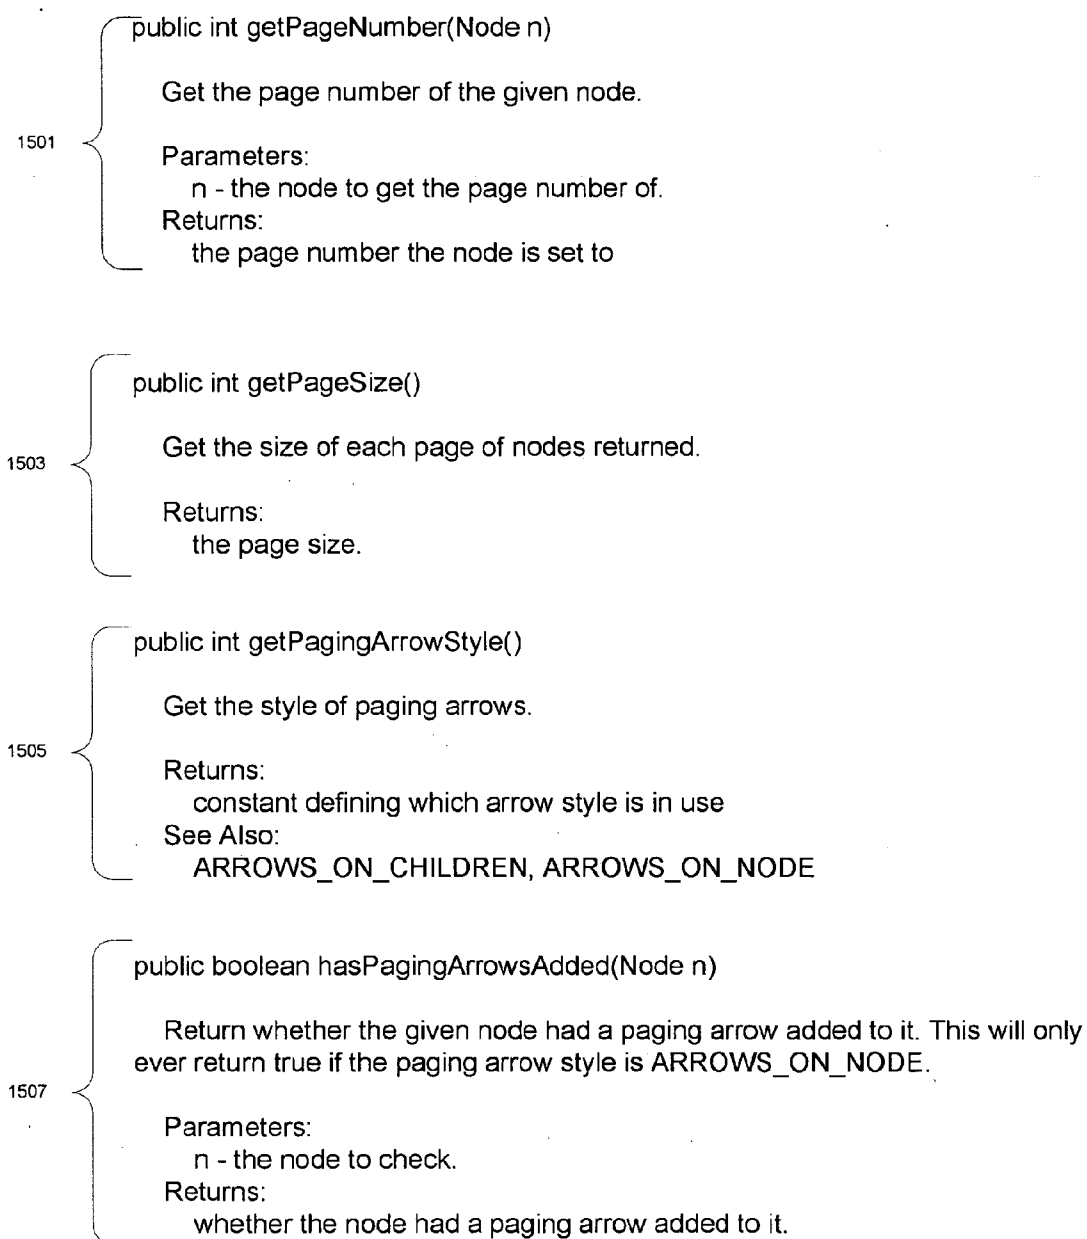 public int getPageNumber(Node n)
Get the page number of the given node.
1501
Parameters:
n - the node to get the page number of.
Returns:
the page number the node is set to
public int getPageSize()
Get the size of each page of nodes returned.
1503
Returns:
the page size.
public int getPagingArrowStyle()
Get the style of paging arrows.
1505
Returns:
constant defining which arrow style is in use
See Also:
ARROWS_ON_CHILDREN, ARROWS_ON_NODE
public boolean hasPagingArrowsAdded(Node n)
Return whether the given node had a paging arrow added to it. This will only
ever return true if the paging arrow style is ARROWS_ON_NODE.
1507
Parameters:
n - the node to check.
Returns:
whether the node had a paging arrow added to it.